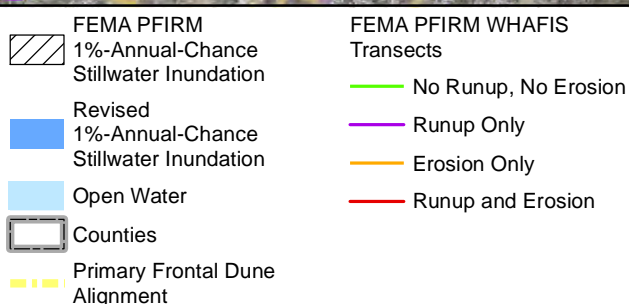 FEMA PFIRM
1%-Annual-Chance
Stillwater Inundation
Revised
1%-Annual-Chance
Stillwater Inundation
Open Water
Counties
Primary Frontal Dune
Alignment
FEMA PFIRM WHAFIS
Transects
No Runup, No Erosion
Runup Only
Erosion Only
Runup and Erosion